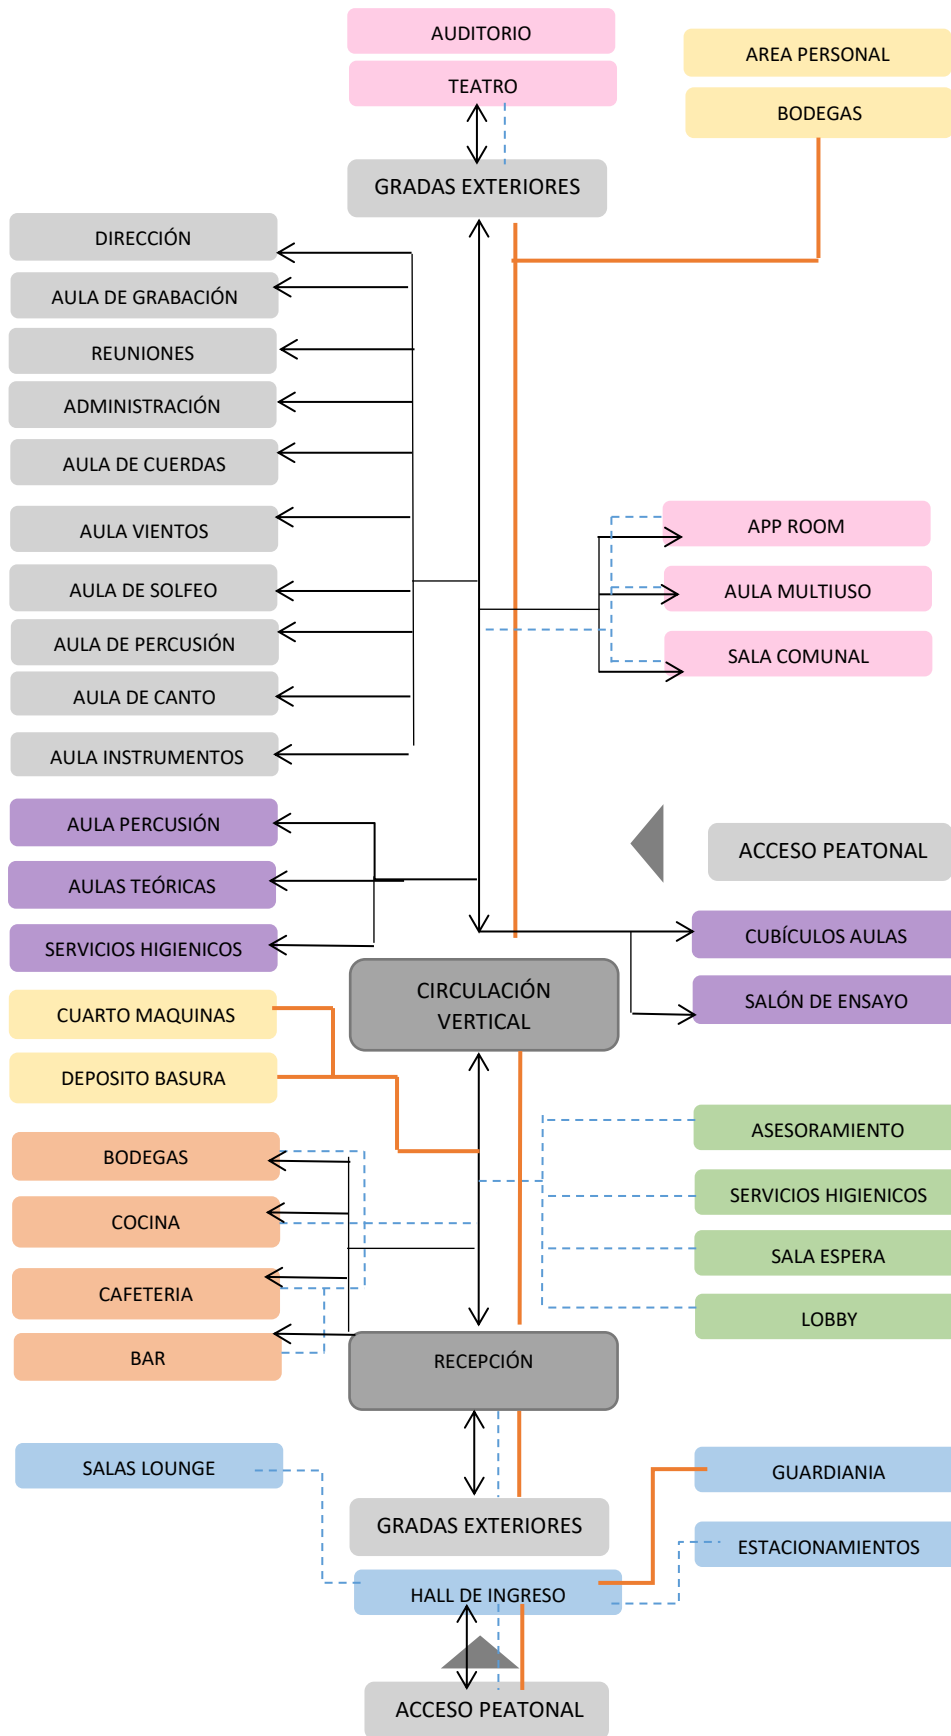 AUDITORIO
AREA PERSONAL
TEATRO
BODEGAS
GRADAS EXTERIORES
DIRECCIÓN
AULA DE GRABACIÓN
REUNIONES
ADMINISTRACIÓN
AULA DE CUERDAS
AULA VIENTOS
APP ROOM
AULA DE SOLFEO
AULA MULTIUSO
AULA DE PERCUSIÓN
SALA COMUNAL
AULA DE CANTO
AULA INSTRUMENTOS
AULA PERCUSIÓN
ACCESO PEATONAL
AULAS TEÓRICAS
SERVICIOS HIGIENICOS
CUBÍCULOS AULAS
CIRCULACIÓN
VERTICAL
SALÓN DE ENSAYO
CUARTO MAQUINAS
DEPOSITO BASURA
ASESORAMIENTO
BODEGAS
SERVICIOS HIGIENICOS
COCINA
SALA ESPERA
CAFETERIA
LOBBY
BAR
RECEPCIÓN
SALAS LOUNGE
GUARDIANIA
GRADAS EXTERIORES
ESTACIONAMIENTOS
HALL DE INGRESO
ACCESO PEATONAL